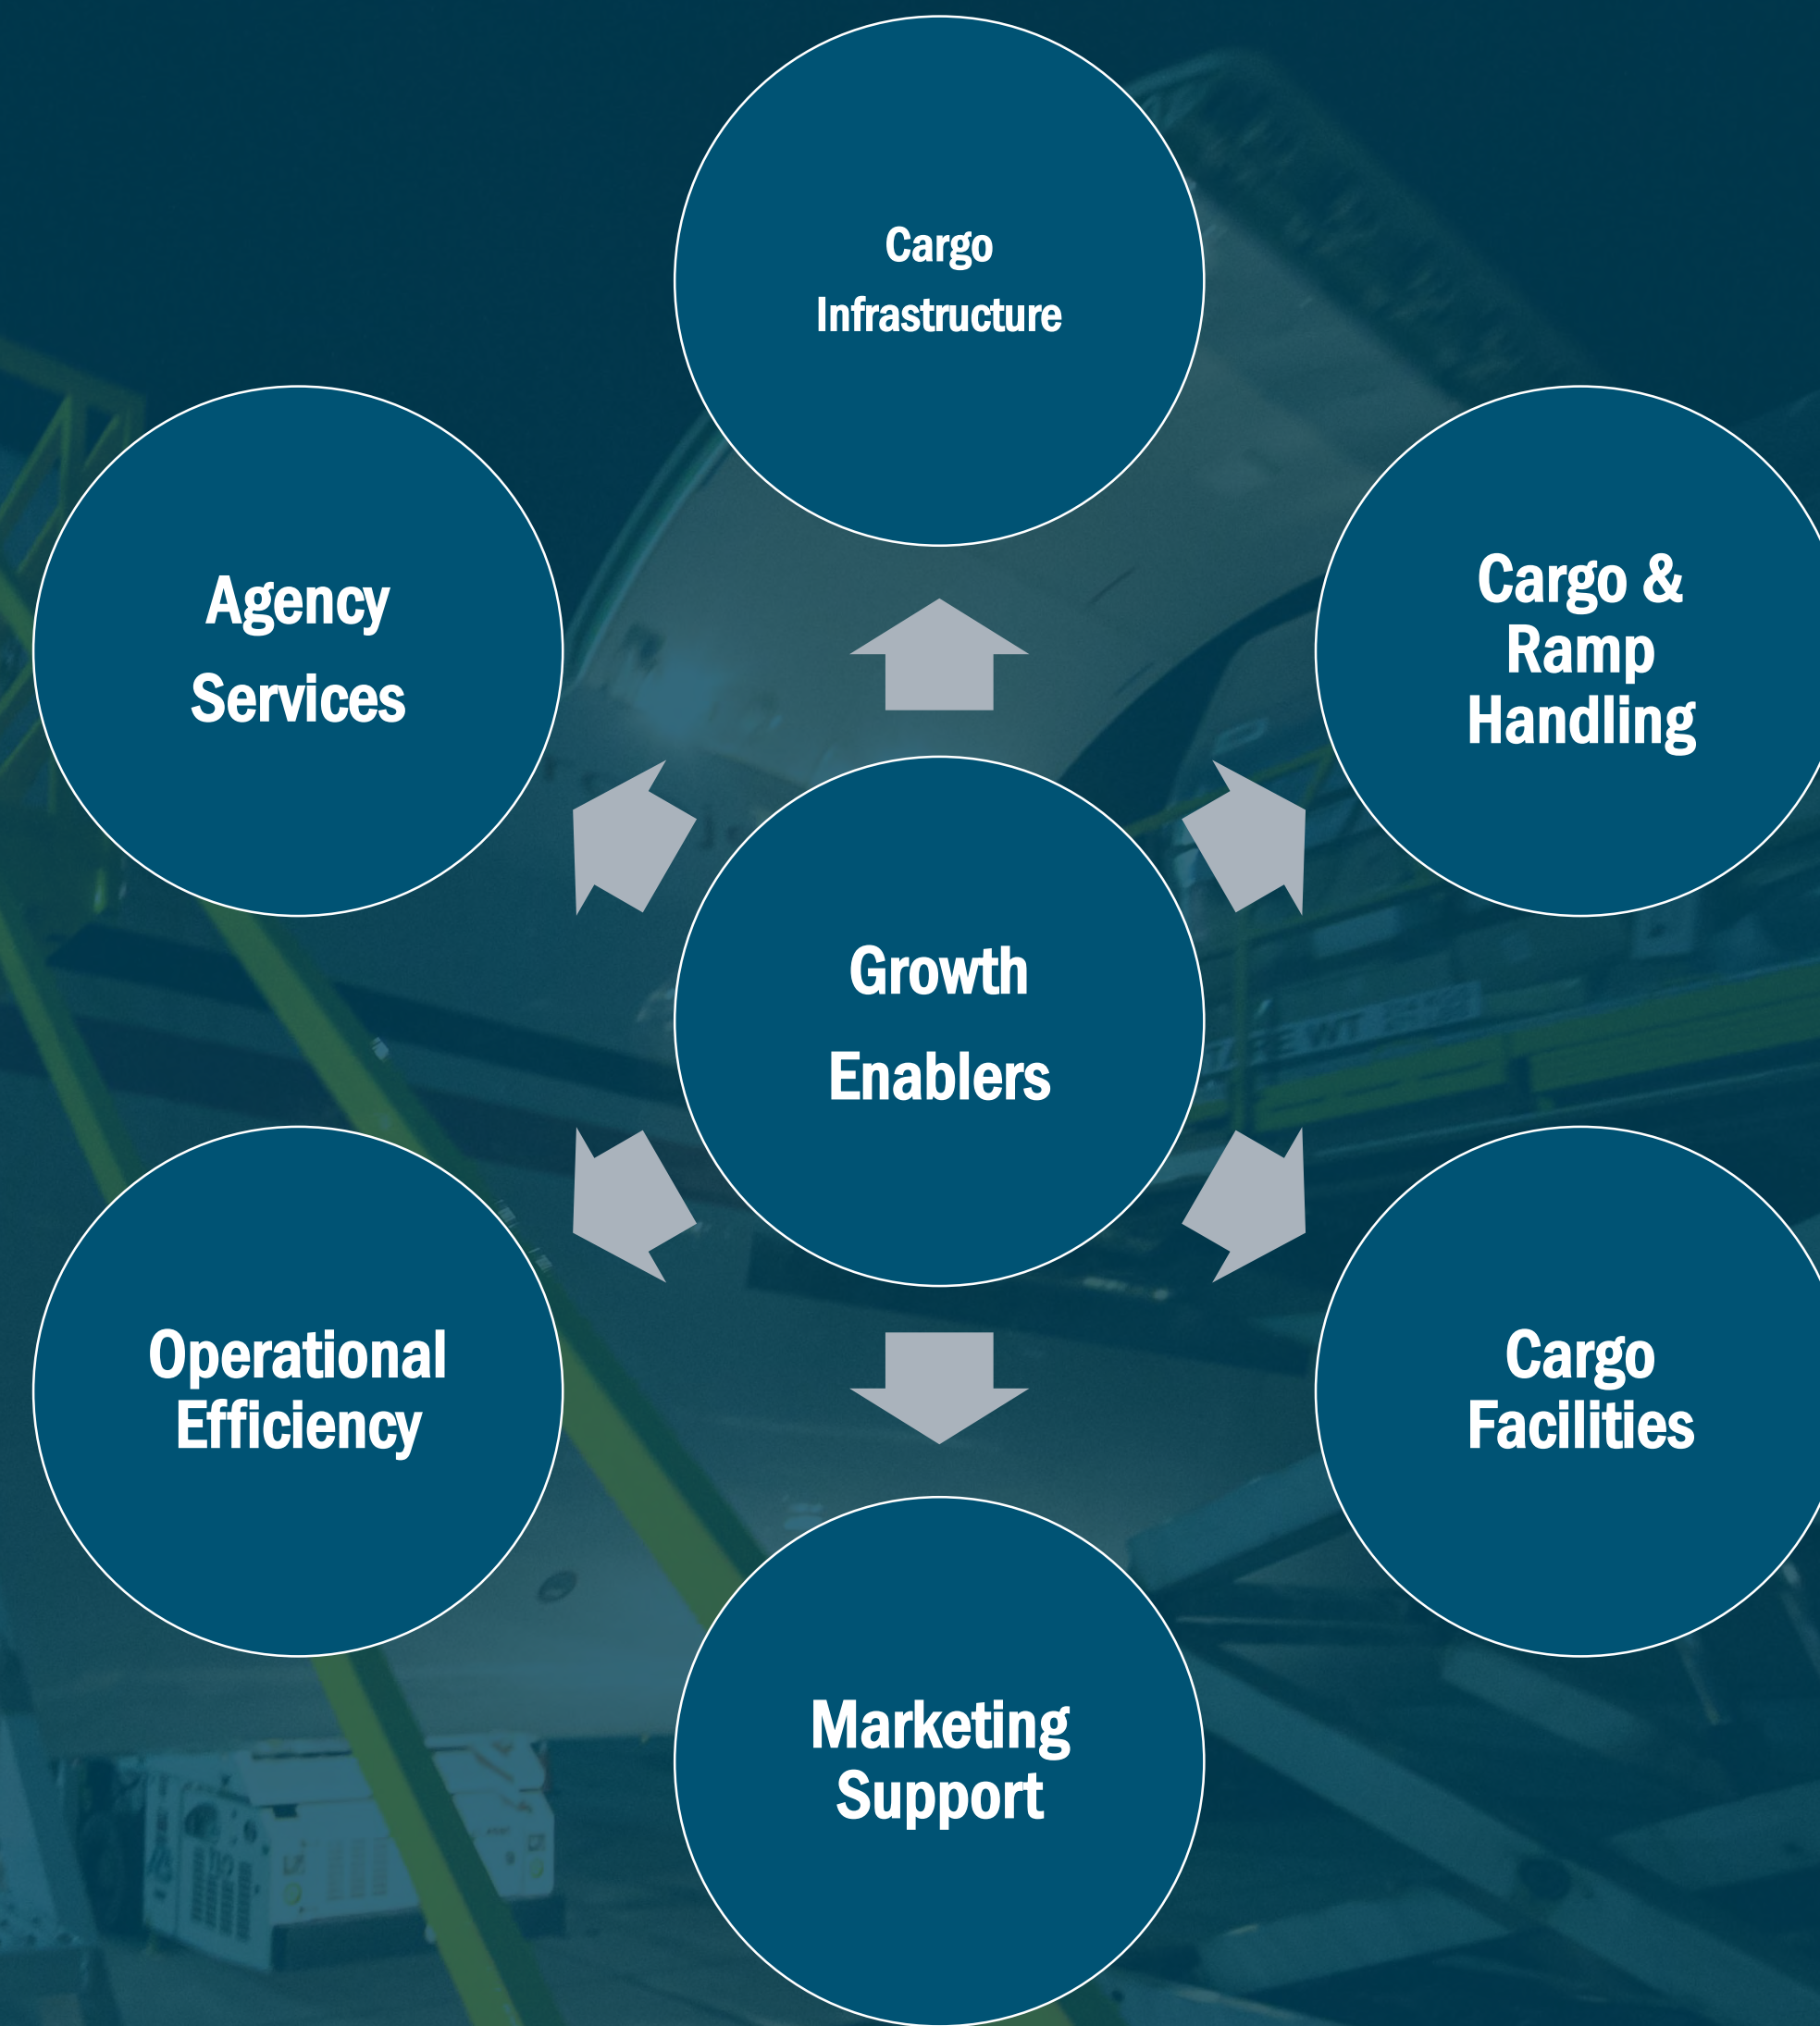 Cargo
Infrastructure
Agency
Services
Cargo &
Ramp
Handling
Growth
Enablers
Operational
Efficiency
Cargo
Facilities
Marketing
Support